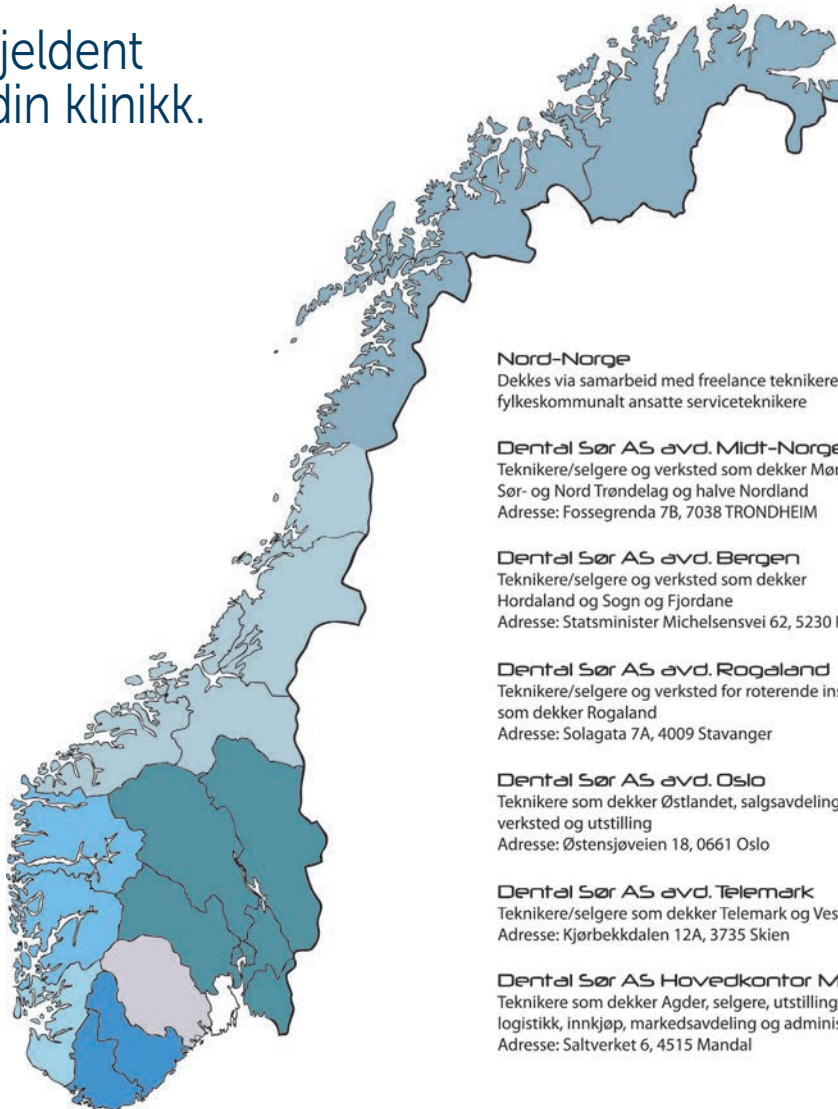 jeldent
din klinikk.
Nord-Norge
Dekkes via samarbeid med freelance teknikere
fylkeskommunalt ansatte serviceteknikere
Dental Sør AS avd. Midt-Norge
Teknikere/selgere og verksted som dekker Mør
Sør- og Nord Trøndelag og halve Nordland
Adresse: Fossegrenda 7B, 7038 TRONDHEIM
Dental Sør AS avd. Bergen
Teknikere/selgere og verksted som dekker
Hordaland og Sogn og Fjordane
Adresse: Statsminister Michelsensvei 62, 5230
Dental Sør AS avd. Rogaland
Teknikere/selgere og verksted for roterende ins
som dekker Rogaland
Adresse: Solagata 7A, 4009 Stavanger
Dental Sør AS avd. Oslo
Teknikere som dekker Østlandet, salgsavdeling
verksted og utstilling
Adresse: Østensjøveien 18, 0661 Oslo
Dental Sør AS avd. Telemark
Teknikere/selgere som dekker Telemark og Ves
Adresse: Kjørbekkdalen 12A, 3735 Skien
Dental Sør AS Hovedkontor M
Teknikere som dekker Agder, selgere, utstilling
logistikk, innkjøp, markedsavdeling og adminis
Adresse: Saltverket 6, 4515 Mandal